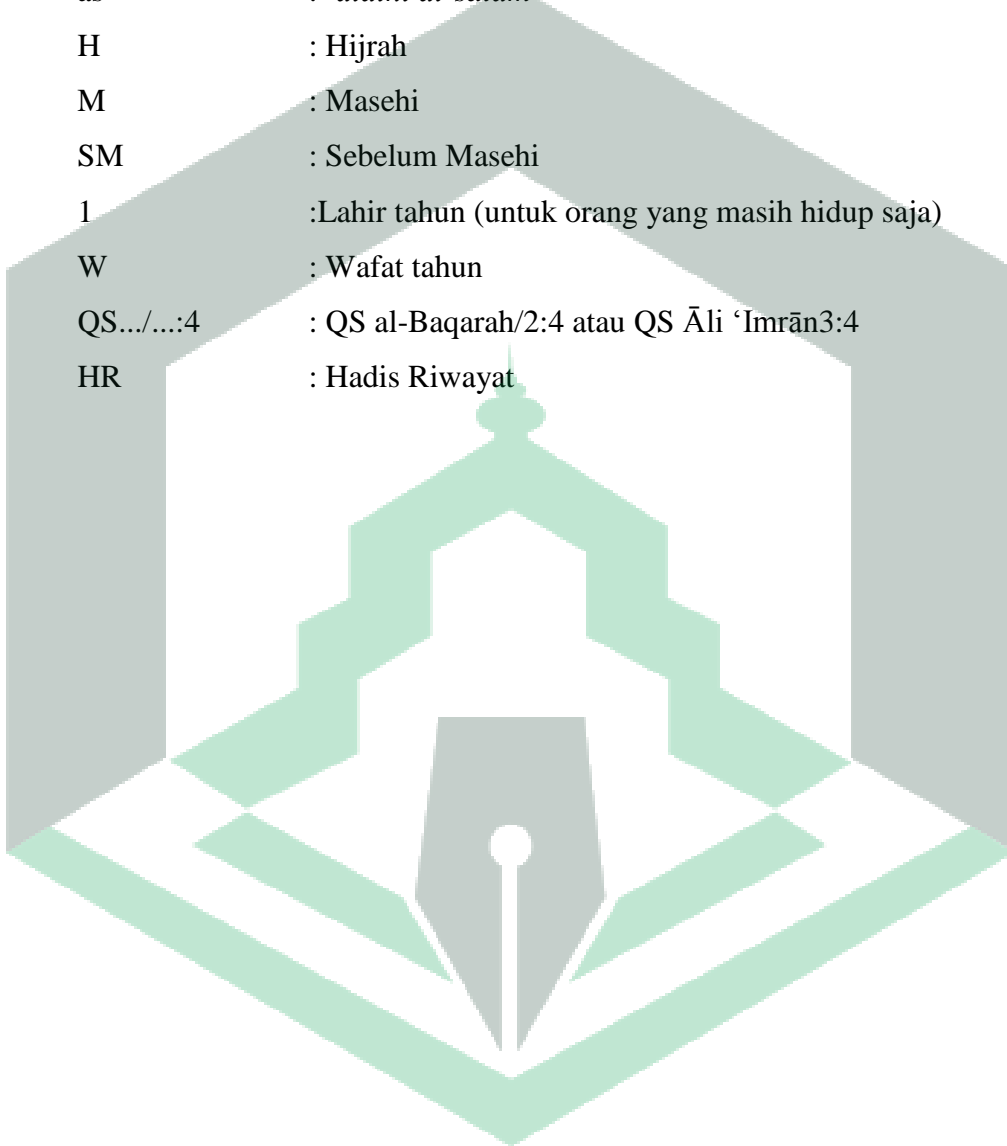 H : Hijrah
M : Masehi
SM : Sebelum Masehi
1 :Lahir tahun (untuk orang yang masih hidup saja)
W : Wafat tahun
QS.../...:4 : QS al-Baqarah/2:4 atau QS Āli ‘Imrān3:4
HR : Hadis Riwayat